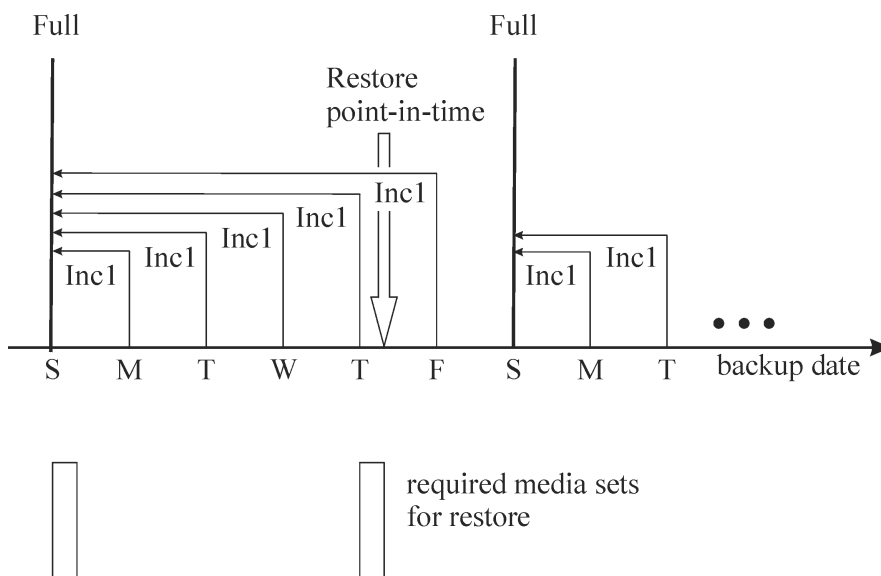 Full
Full
Restore
point-in-time
Inc1
Inc1
Inc1
Inc1
Inc1
Inc1
Inc1
S
M
T
W
T
F
S
M
T
backup date
required media sets
for restore